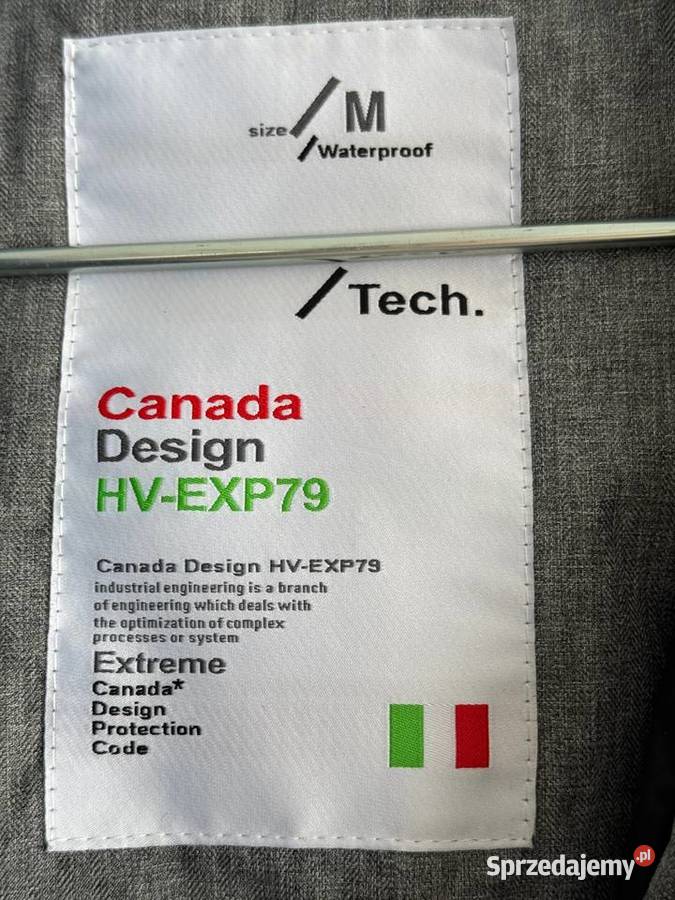 size M
Waterproof
Tech.
Canada
Design
HV-EXP79
Canada Design HV-EXP79
industrial engineering is a branch
of engineering which deals with
the optimization of complex
processes or system
Extreme
Canada*
Design
Protection
Code
Sprzedajemy.pl